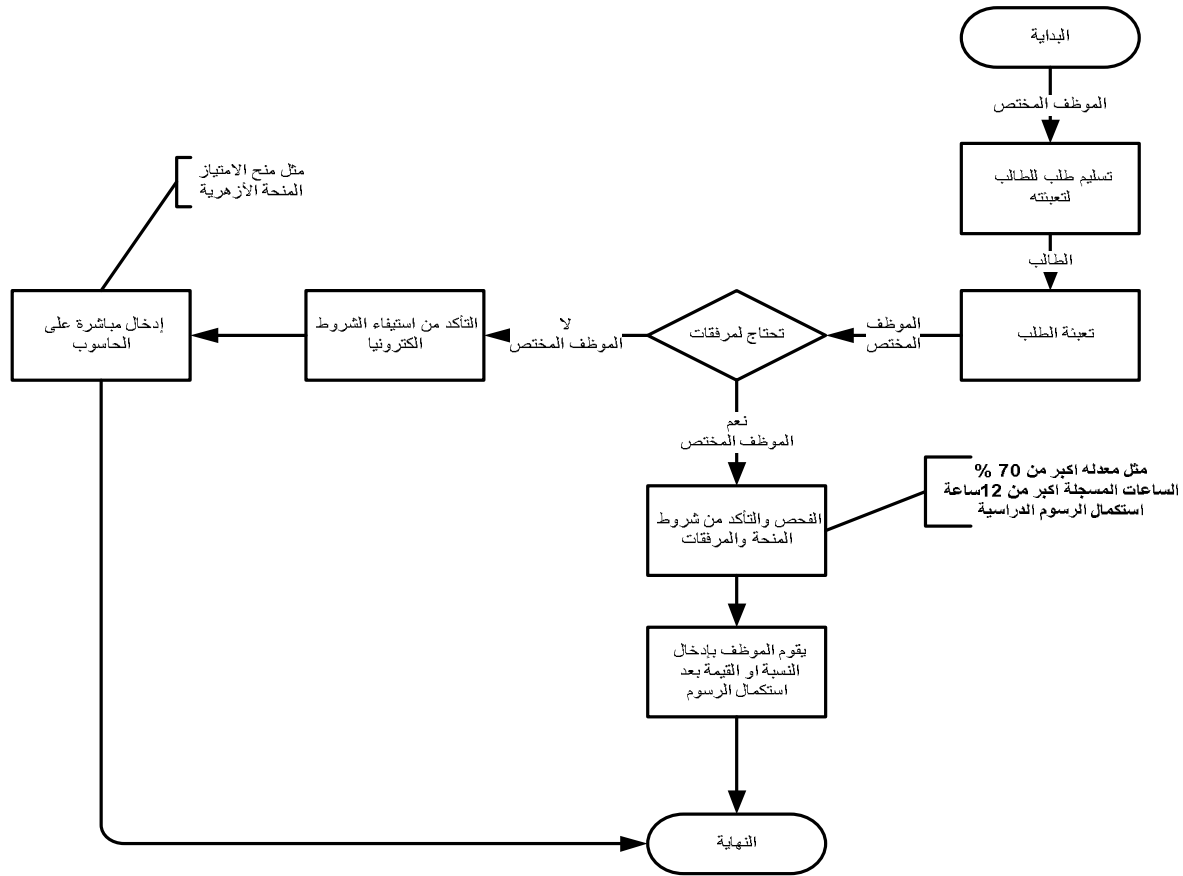 البداية
الموظف المختص
تسليم طلب للطالب
لتعبئته
الطالب
تعبئة الطلب
الموظف
المختص
تحتاج لمرفقات
لا
الموظف المختص
التأكد من استيفاء الشروط
الكترونيا
إدخال مباشرة على
الحاسوب
مثل منح الامتياز
المنحة الأزهرية
نعم
الموظف المختص
الفحص والتأكد من شروط
المنحة والمرفقات
مثل معدله اكبر من 70 %
الساعات المسجلة اكبر من 12ساعة
استكمال الرسوم الدراسية
يقوم الموظف بإدخال
النسبة او القيمة بعد
استكمال الرسوم
النهاية